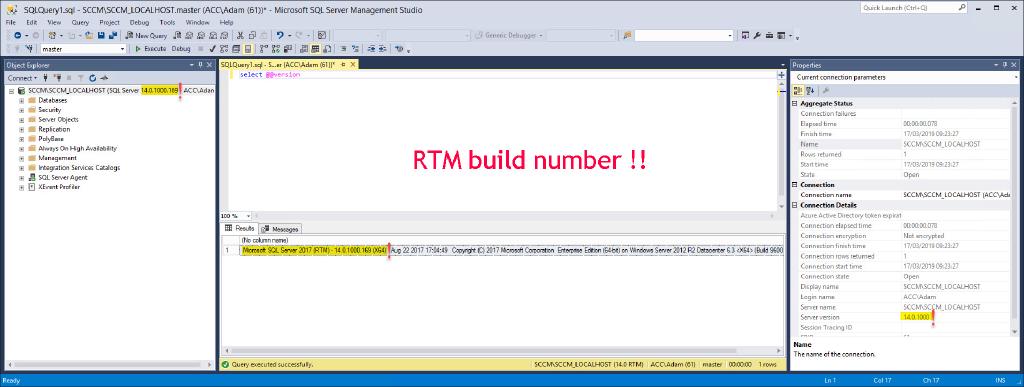 SQLQuery1.sql - SCCM\SCCM_LOCALHOST.master (ACC\Adam (61))* - Microsoft SQL Server Management Studio
Quick Launch (Ctrl+Q)
File Edit View Query Project Debug Tools Window Help
New Query
Generic Debugger
master
Execute Debug
Object Explorer
Connect
SCCM\SCCM_LOCALHOST (SQL Server 14.0.1000.169 ! ACC\Adan
Databases
Security
Server Objects
Replication
PolyBase
Always On High Availability
Management
Integration Services Catalogs
SQL Server Agent
XEvent Profiler
SQLQuery1.sql - S...er (ACC\Adam (61))*
select @@version
RTM build number !!
100 %
Results Messages
(No column name)
1 Microsoft SQL Server 2017 (RTM) - 14.0.1000.169 (X64) ! Aug 22 2017 17:04:49 Copyright (C) 2017 Microsoft Corporation Enterprise Edition (64-bit) on Windows Server 2012 R2 Datacenter 6.3 <X64> (Build 9600
Query executed successfully.
SCCM\SCCM_LOCALHOST (14.0 RTM) ACC\Adam (61) master 00:00:00 1 rows
Properties
Current connection parameters
Aggregate Status
Connection failures
Elapsed time 00:00:00.078
Finish time 17/03/2019 09:23:27
Name SCCM\SCCM_LOCALHOST
Rows returned 1
Start time 17/03/2019 09:23:27
State Open
Connection
Connection name SCCM\SCCM_LOCALHOST (ACC\Ada
Connection Details
Azure Active Directory token expirat
Connection elapsed time 00:00:00.078
Connection encryption Not encrypted
Connection finish time 17/03/2019 09:23:27
Connection rows returned 1
Connection start time 17/03/2019 09:23:27
Connection state Open
Display name SCCM\SCCM_LOCALHOST
Login name ACC\Adam
Server name SCCM\SCCM_LOCALHOST
Server version 14.0.1000 !
Session Tracing ID
Name
The name of the connection.
Ready
Ln 1 Col 17 Ch 17 INS